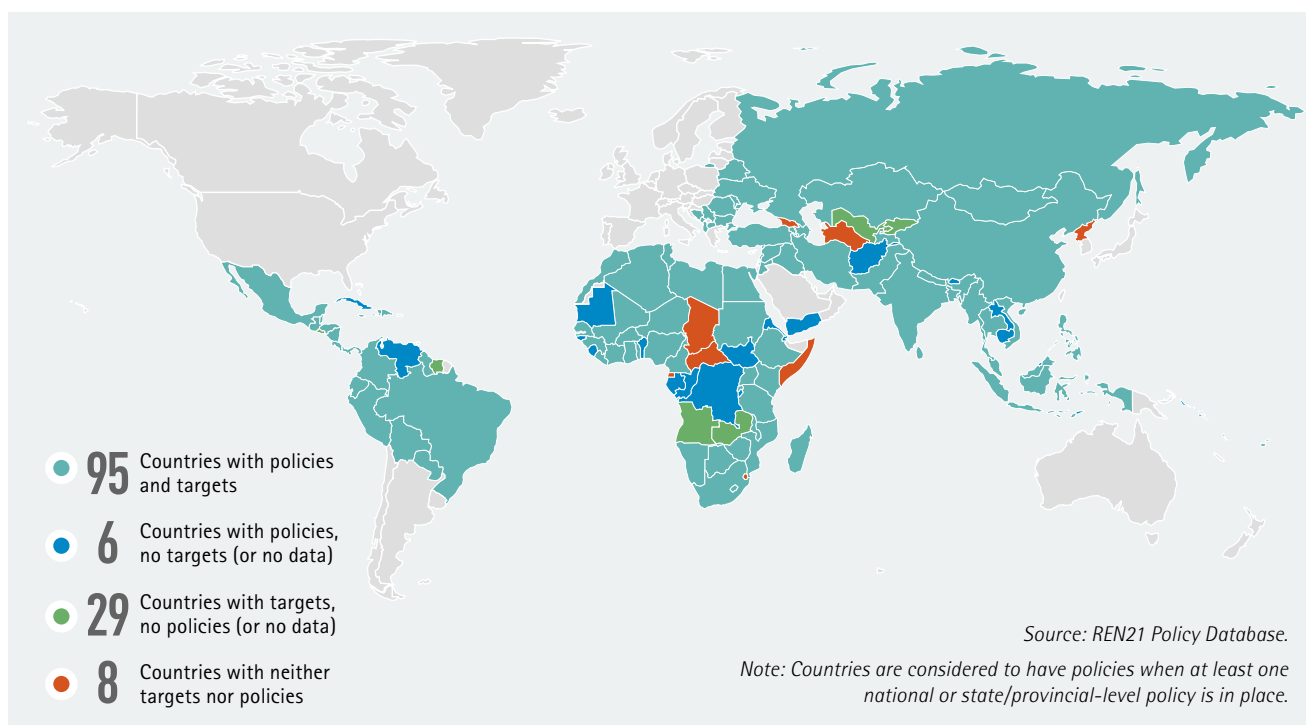 95 Countries with policies
and targets
6 Countries with policies,
no targets (or no data)
29 Countries with targets,
no policies (or no data)
8 Countries with neither
targets nor policies
Source: REN21 Policy Database.
Note: Countries are considered to have policies when at least one
national or state/provincial-level policy is in place.